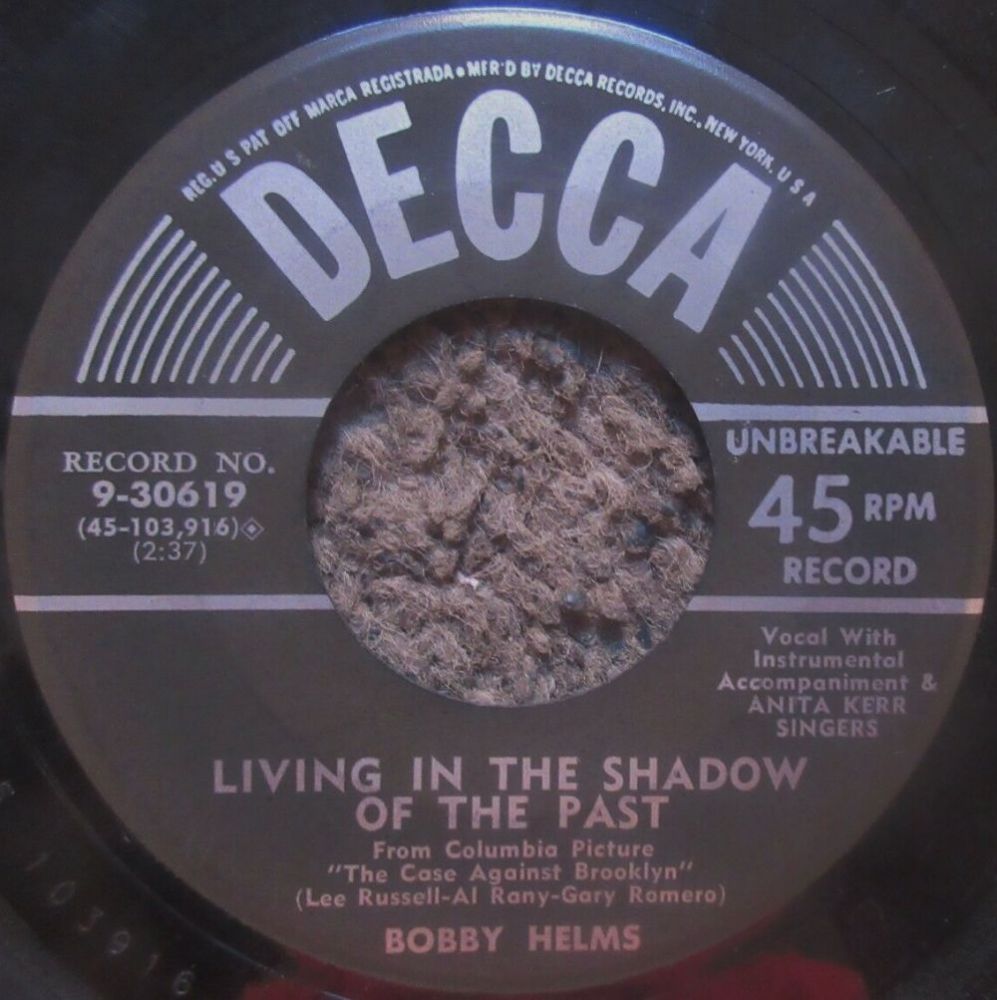 REG. U S PAT OFF MARCA REGISTRADA • MFR'D BY DECCA RECORDS, INC., NEW YORK, U S A
DECCA
RECORD NO.
9-30619
(45-103,916)
(2:37)
UNBREAKABLE
45 RPM
RECORD
Vocal With
Instrumental
Accompaniment &
ANITA KERR
SINGERS
LIVING IN THE SHADOW
OF THE PAST
From Columbia Picture
"The Case Against Brooklyn"
(Lee Russell-Al Rany-Gary Romero)
BOBBY HELMS
103916